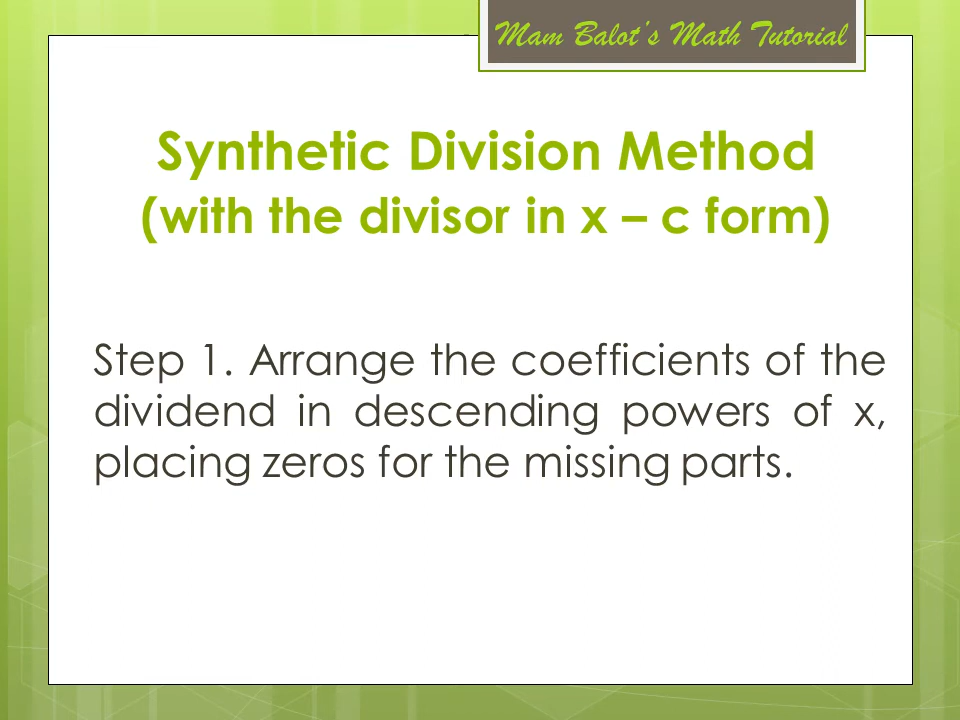 Mam Balot's Math Tutorial
Synthetic Division Method
(with the divisor in x – c form)
Step 1. Arrange the coefficients of the
dividend in descending powers of x,
placing zeros for the missing parts.